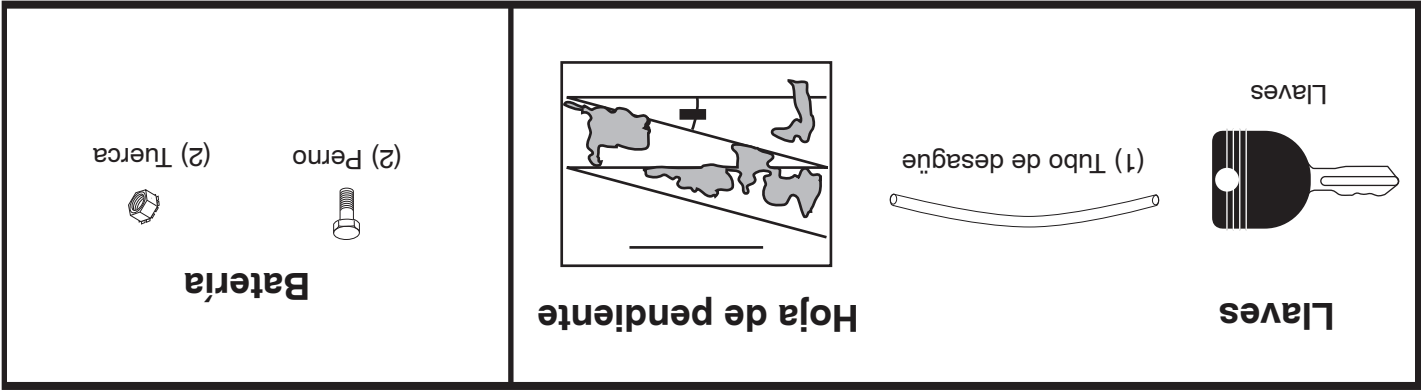 Llaves
Llaves
(1) Tubo de desagüe
Hoja de pendiente
Batería
(2) Perno
(2) Tuerca